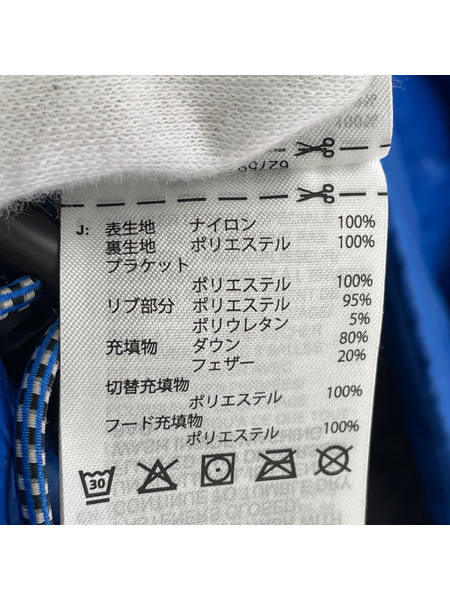 J: 表生地 ナイロン 100%
裏生地 ポリエステル 100%
プラケット
ポリエステル 100%
リブ部分 ポリエステル 95%
ポリウレタン 5%
充填物 ダウン 80%
フェザー 20%
切替充填物
ポリエステル 100%
フード充填物
ポリエステル 100%
30